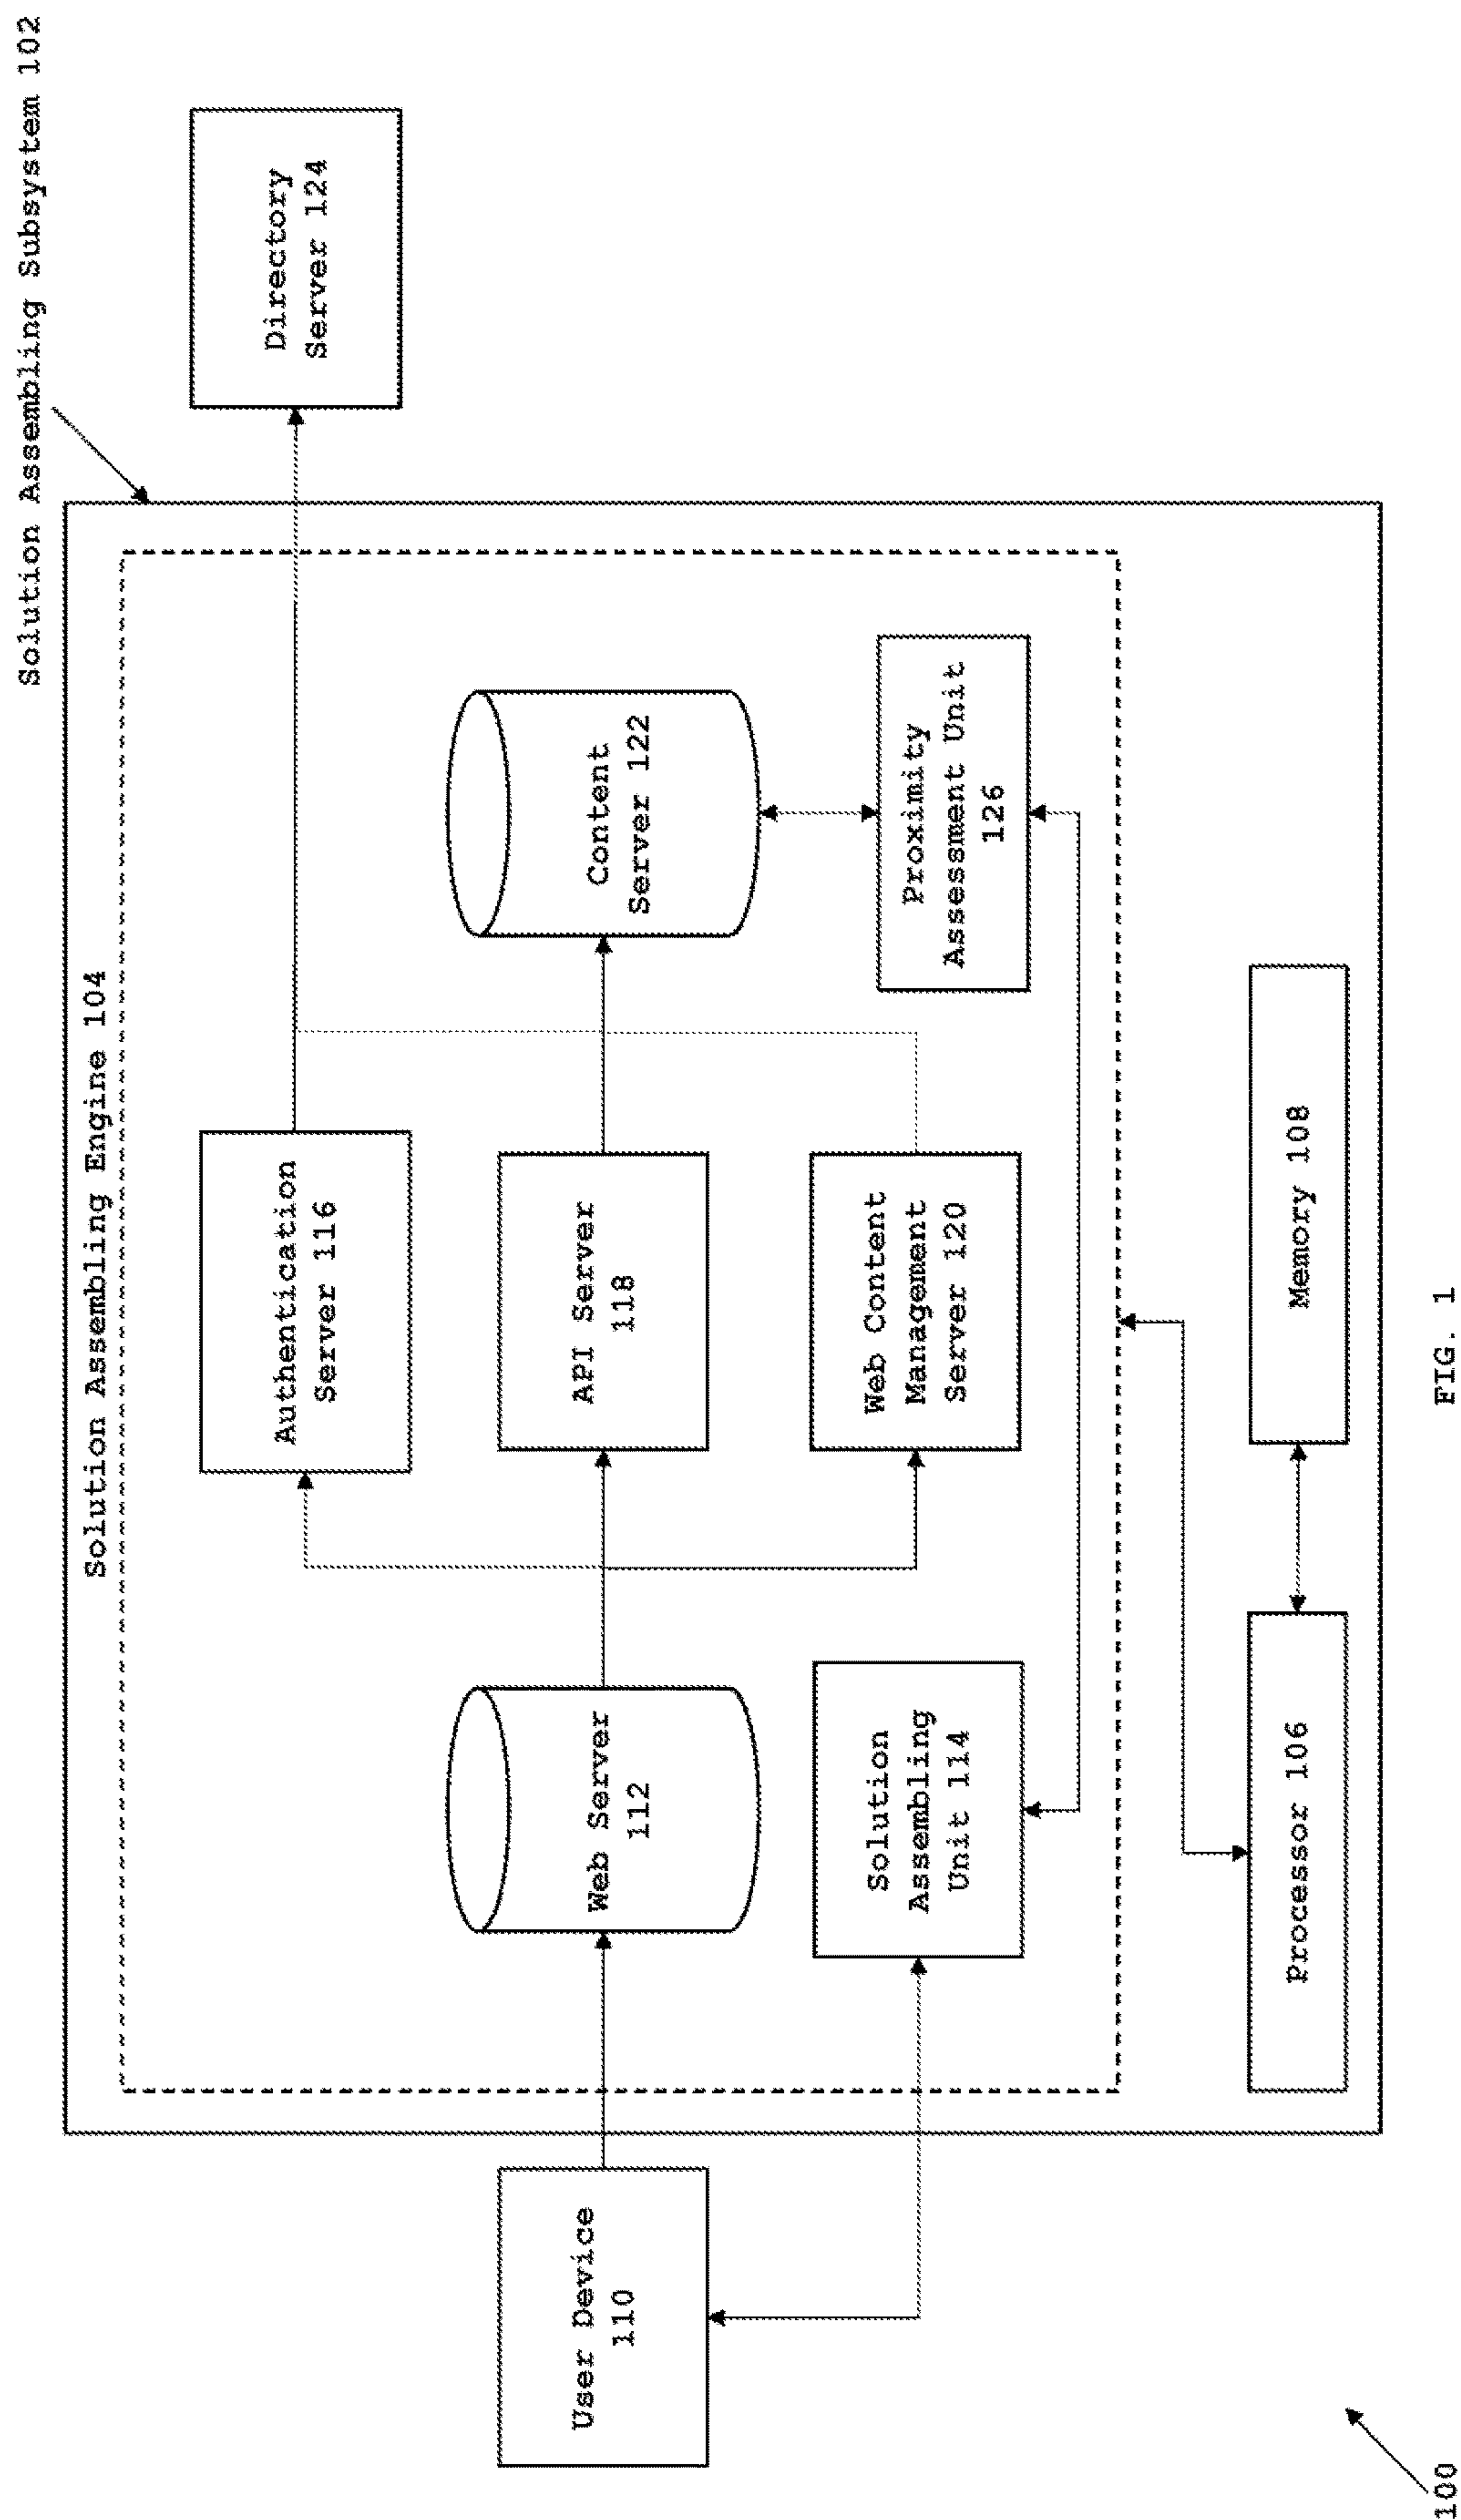 Solution Assembling Subsystem 102
Solution Assembling Engine 104
Directory
Server 124
Authentication
Server 116
User Device
110
Web Server
112
API Server
118
Content
Server 122
Solution
Assembling
Unit 114
Web Content
Management
Server 120
Proximity
Assessment Unit
126
Processor 106
Memory 108
100
FIG. 1